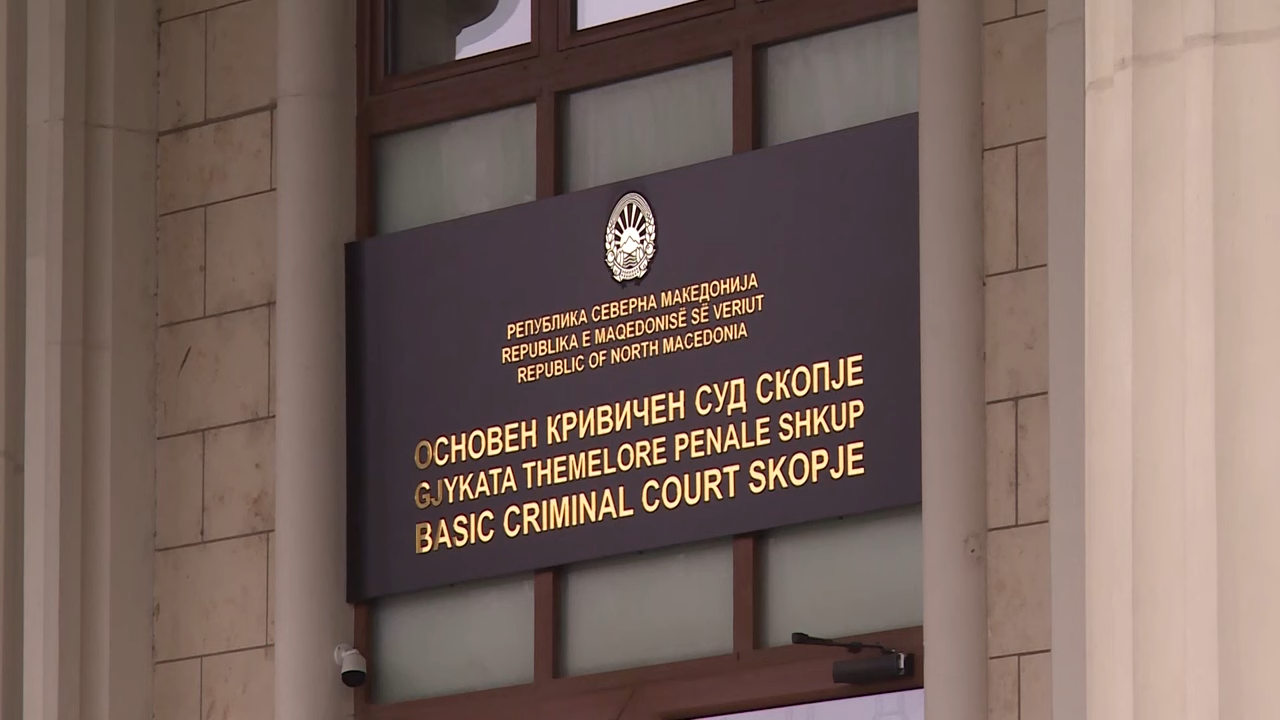 РЕПУБЛИКА СЕВЕРНА МАКЕДОНИЈА
REPUBLIKA E MAQEDONISË SË VERIUT
REPUBLIC OF NORTH MACEDONIA
ОСНОВЕН КРИВИЧЕН СУД СКОПЈЕ
GJYKATA THEMELORE PENALE SHKUP
BASIC CRIMINAL COURT SKOPJE